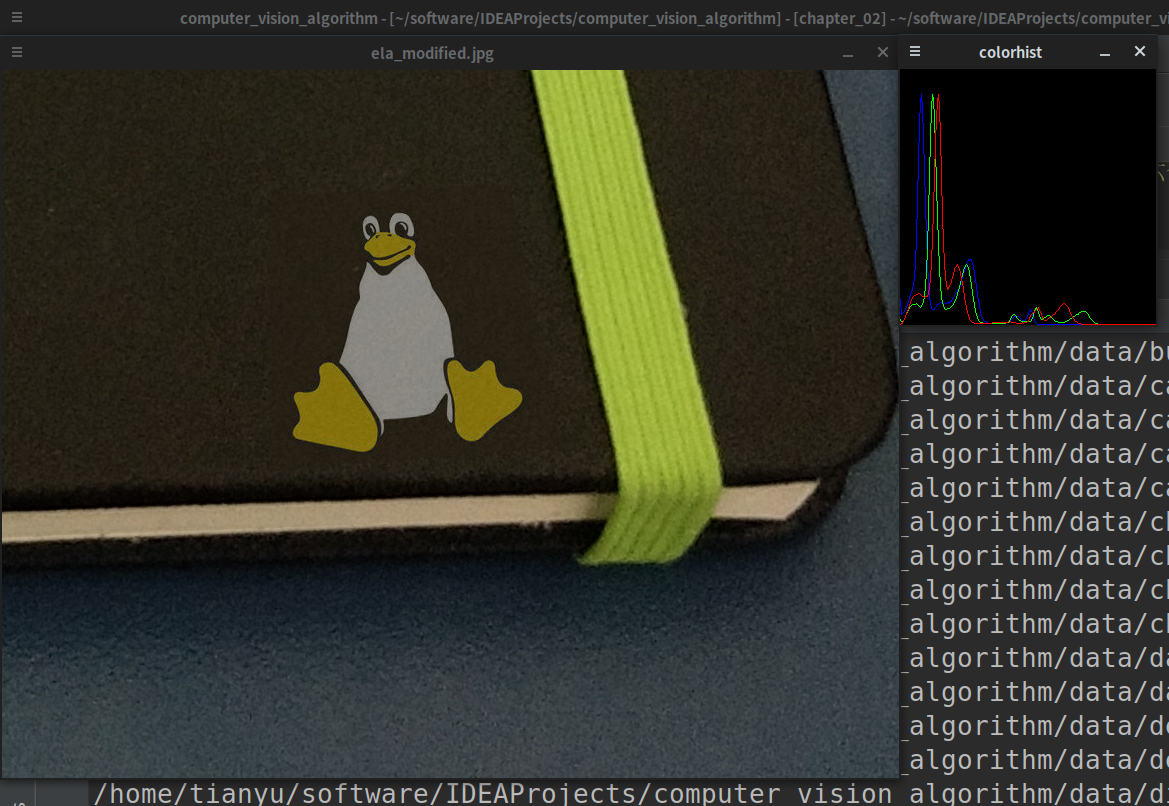 computer_vision_algorithm - [~/software/IDEAProjects/computer_vision_algorithm] - [chapter_02] - ~/software/IDEAProjects/computer_vi
ela_modified.jpg
colorhist
_algorithm/data/bu
_algorithm/data/ca
_algorithm/data/ca
_algorithm/data/ca
_algorithm/data/ca
_algorithm/data/ch
_algorithm/data/ch
_algorithm/data/ch
_algorithm/data/ch
_algorithm/data/da
_algorithm/data/da
_algorithm/data/de
_algorithm/data/de
/home/tianyu/software/IDEAProjects/computer_vision_algorithm/data/di